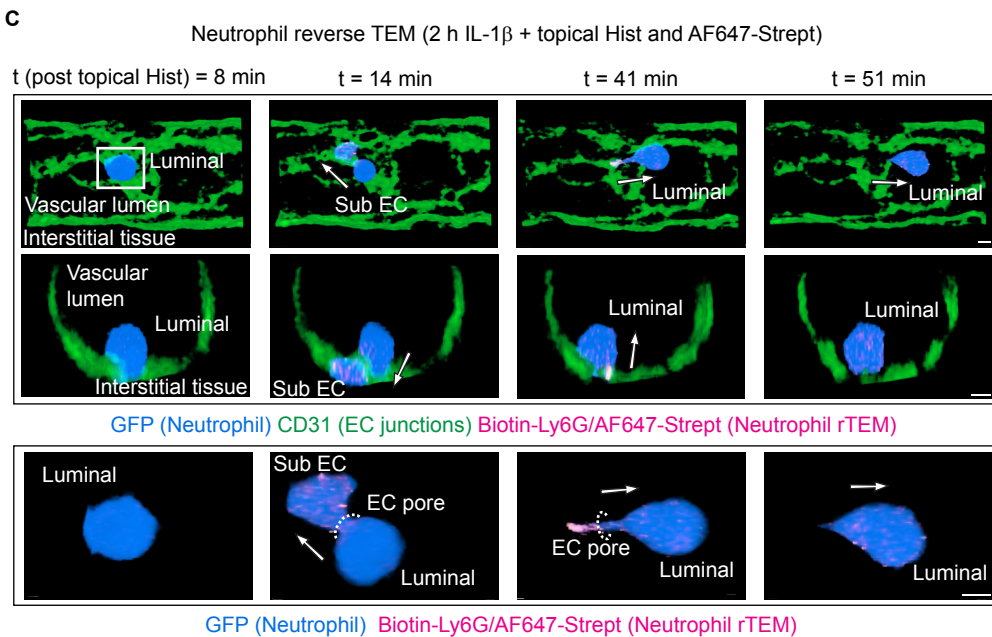 C
Neutrophil reverse TEM (2 h IL-1β + topical Hist and AF647-Strept)
t (post topical Hist) = 8 min
t = 14 min
t = 41 min
t = 51 min
Luminal
Vascular lumen
Interstitial tissue
Sub EC
Luminal
Luminal
Vascular
lumen
Luminal
Interstitial tissue
Sub EC
Luminal
Luminal
GFP (Neutrophil) CD31 (EC junctions) Biotin-Ly6G/AF647-Strept (Neutrophil rTEM)
Luminal
Sub EC
EC pore
Luminal
EC pore
Luminal
Luminal
GFP (Neutrophil) Biotin-Ly6G/AF647-Strept (Neutrophil rTEM)